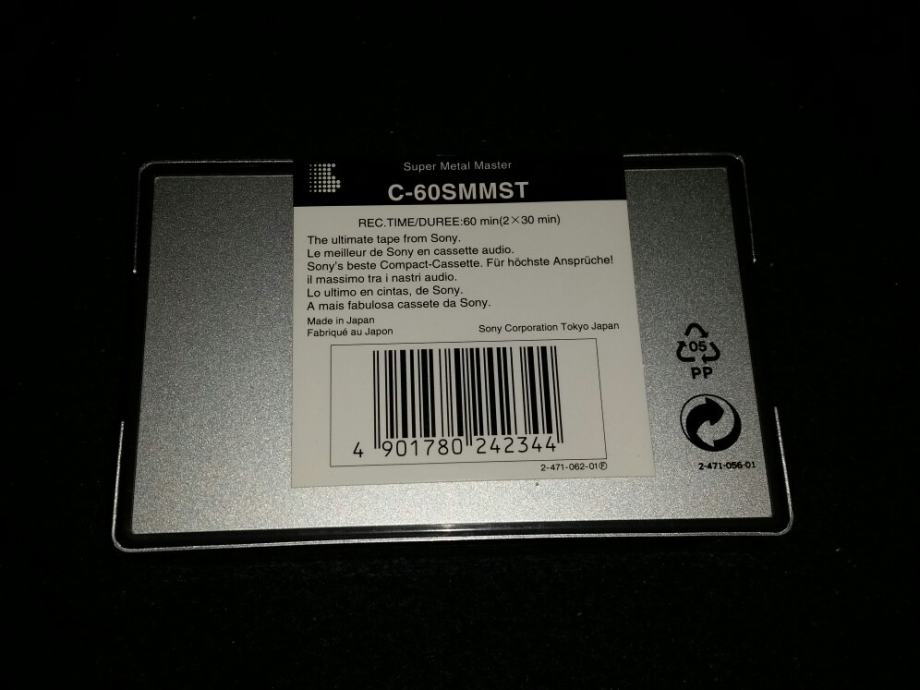 Super Metal Master
C-60SMMST
REC.TIME/DUREE:60 min(2×30 min)
The ultimate tape from Sony.
Le meilleur de Sony en cassette audio.
Sony's beste Compact-Cassette. Für höchste Ansprüche!
il massimo tra i nastri audio.
Lo ultimo en cintas, de Sony.
A mais fabulosa cassete da Sony.
Made in Japan
Fabriqué au Japon
Sony Corporation Tokyo Japan
4 901780 242344
2-471-062-01Ⓟ
05
PP
2-471-056-01